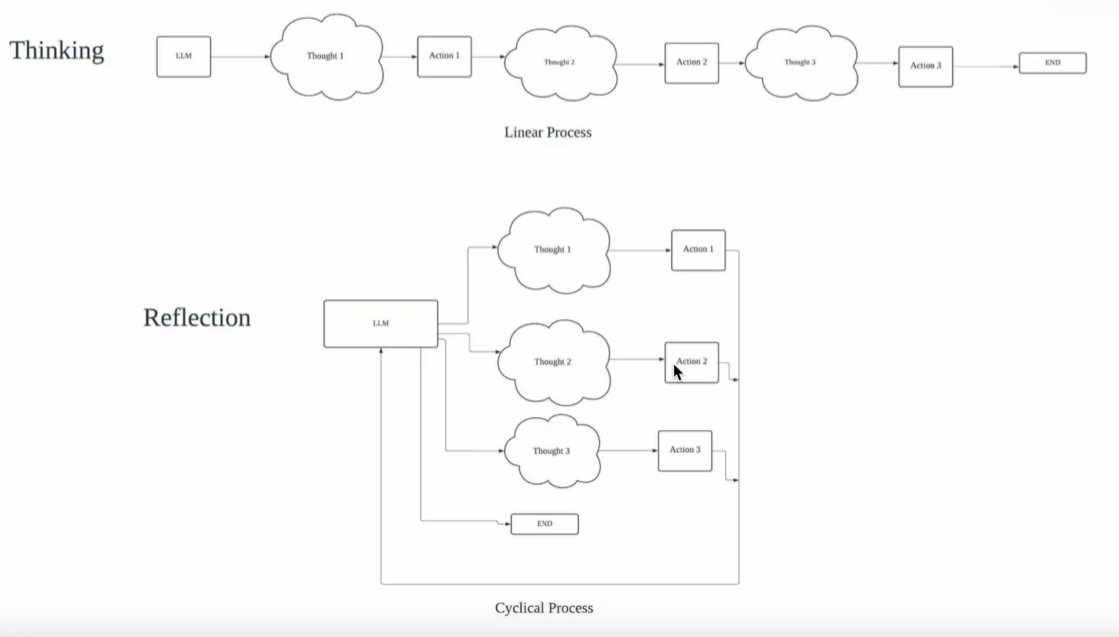 Thinking
LLM
Thought 1
Action 1
Thought 2
Action 2
Thought 3
Action 3
END
Linear Process
Reflection
LLM
Thought 1
Action 1
Thought 2
Action 2
Thought 3
Action 3
END
Cyclical Process